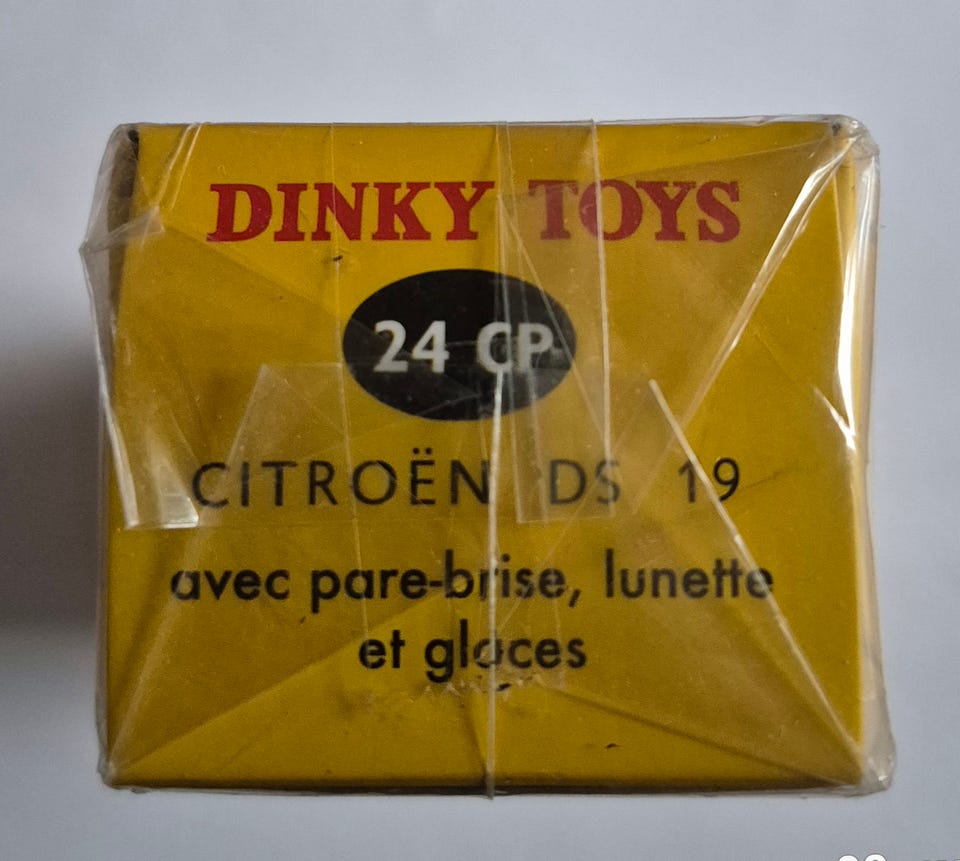 DINKY TOYS
24 CP
CITROËN DS 19
avec pare-brise, lunette
et glaces